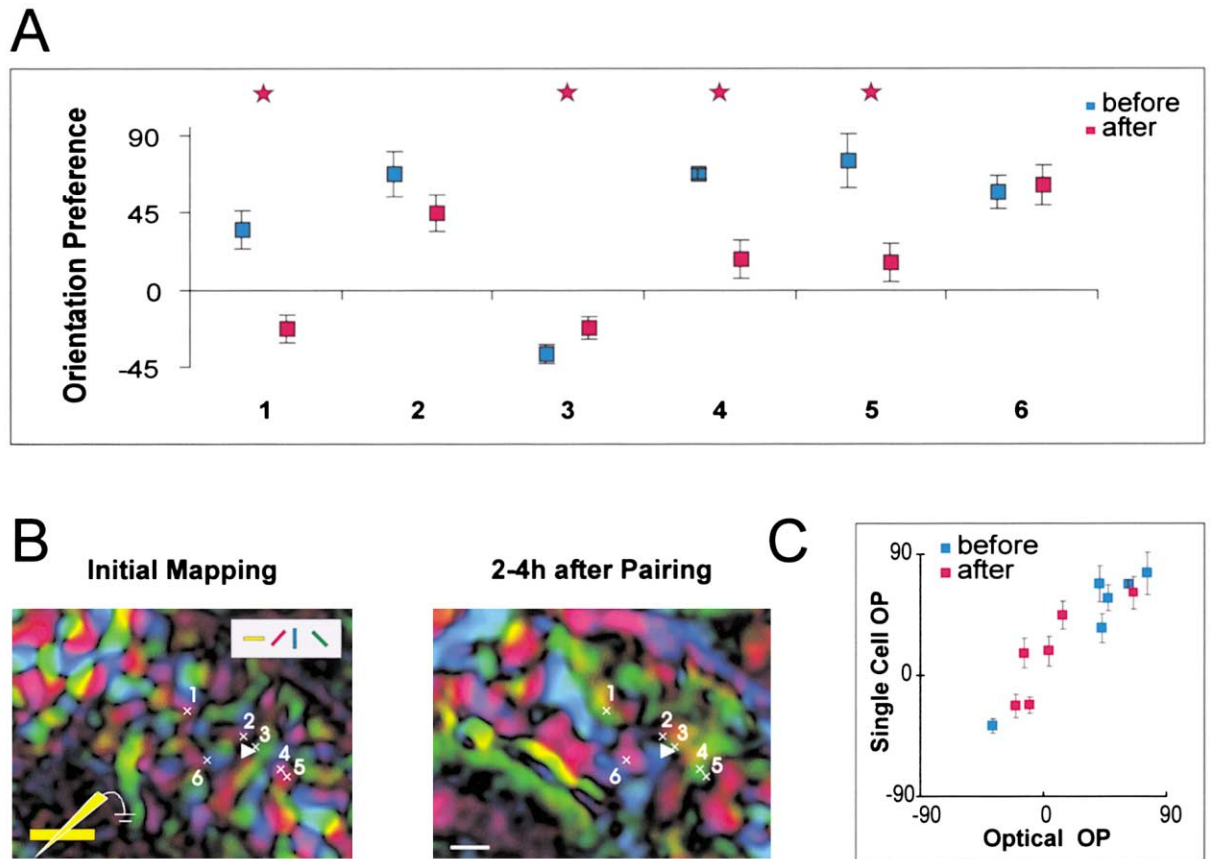 A
before
after
Orientation Preference
90
45
0
-45
1 2 3 4 5 6
B
Initial Mapping
2-4h after Pairing
1
2
3
4
5
6
1
2
3
4
5
6
C
before
after
Single Cell OP
90
0
-90
-90 0 90
Optical OP